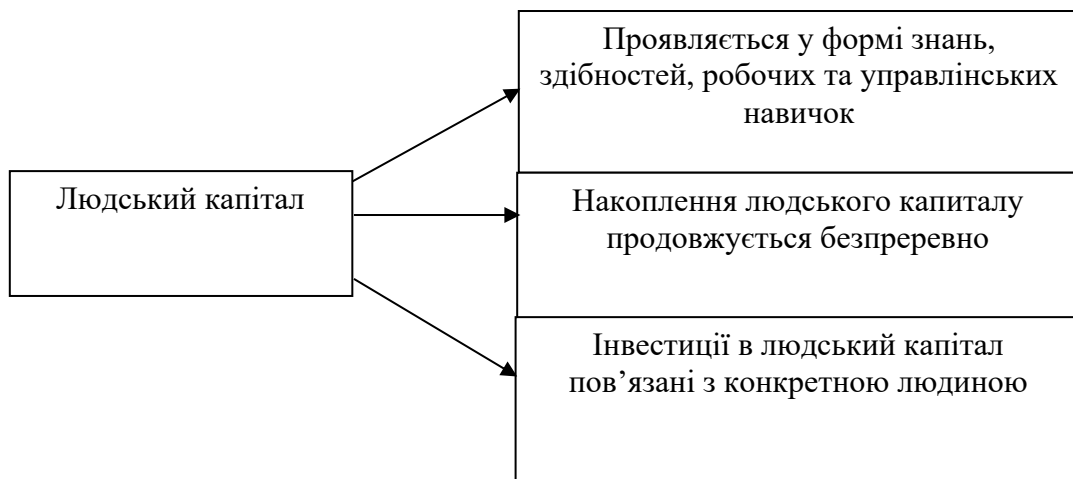 Людський капітал
Проявляється у формі знань,
здібностей, робочих та управлінських
навичок
Накоплення людського капиталу
продовжується безпреревно
Інвестиції в людський капітал
пов’язані з конкретною людиною